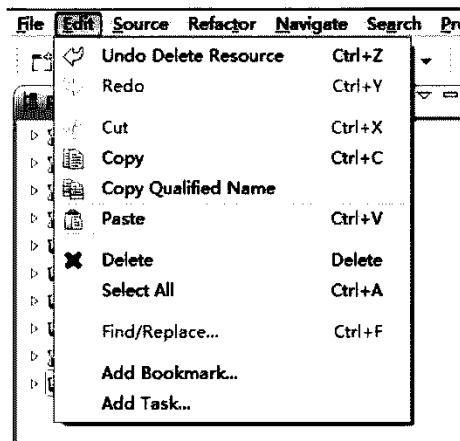 File Edit Source Refactor Navigate Search
Undo Delete Resource Ctrl+Z
Redo Ctrl+Y
Cut Ctrl+X
Copy Ctrl+C
Copy Qualified Name
Paste Ctrl+V
Delete Delete
Select All Ctrl+A
Find/Replace... Ctrl+F
Add Bookmark...
Add Task...